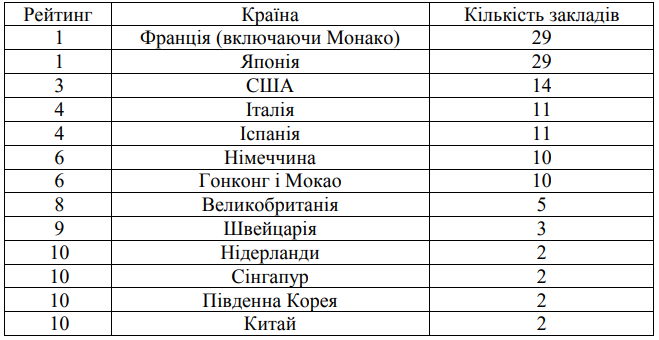 Рейтинг Країна Кількість закладів
1 Франція (включаючи Монако) 29
1 Японія 29
3 США 14
4 Італія 11
4 Іспанія 11
6 Німеччина 10
6 Гонконг і Мокао 10
8 Великобританія 5
9 Швейцарія 3
10 Нідерланди 2
10 Сінгапур 2
10 Південна Корея 2
10 Китай 2